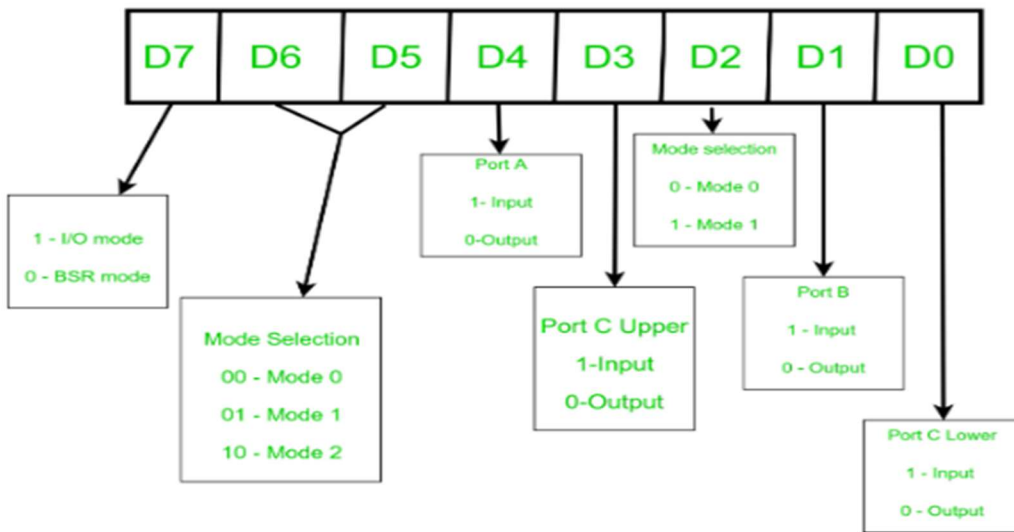 D7 D6 D5 D4 D3 D2 D1 D0
1 - I/O mode
0 - BSR mode
Mode Selection
00 - Mode 0
01 - Mode 1
10 - Mode 2
Port A
1- Input
0-Output
Port C Upper
1-Input
0-Output
Mode selection
0 - Mode 0
1 - Mode 1
Port B
1 - Input
0 - Output
Port C Lower
1 - Input
0 - Output